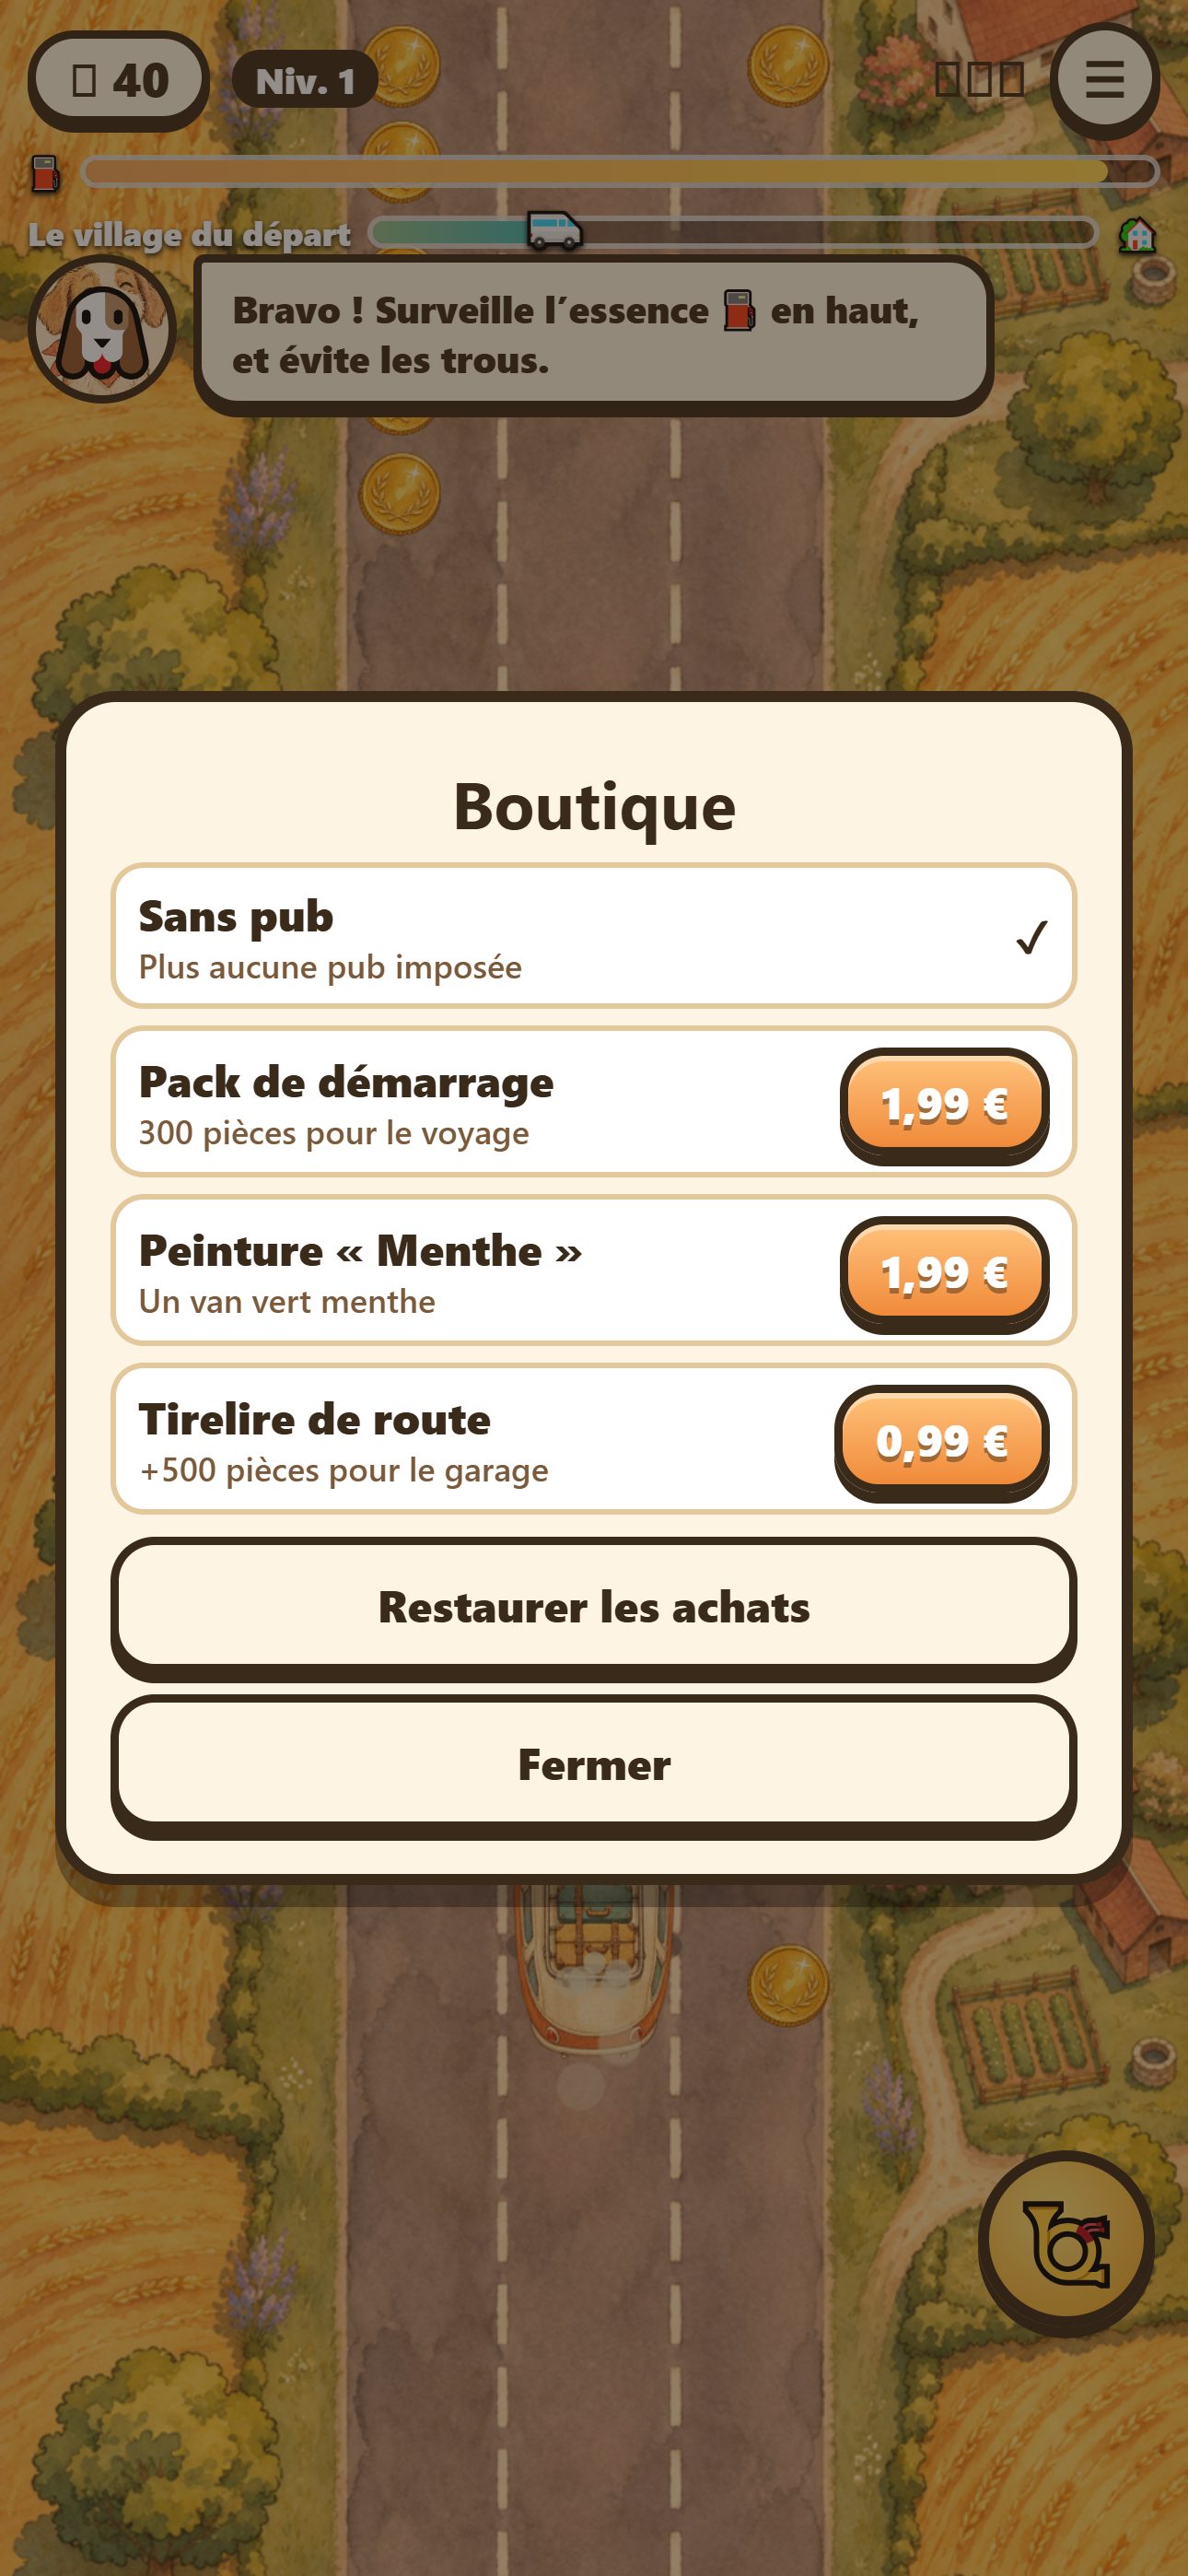 40
Niv. 1
Le village du départ
Bravo ! Surveille l'essence en haut,
et évite les trous.
Boutique
Sans pub
Plus aucune pub imposée
✓
Pack de démarrage
300 pièces pour le voyage
1,99 €
Peinture « Menthe »
Un van vert menthe
1,99 €
Tirelire de route
+500 pièces pour le garage
0,99 €
Restaurer les achats
Fermer